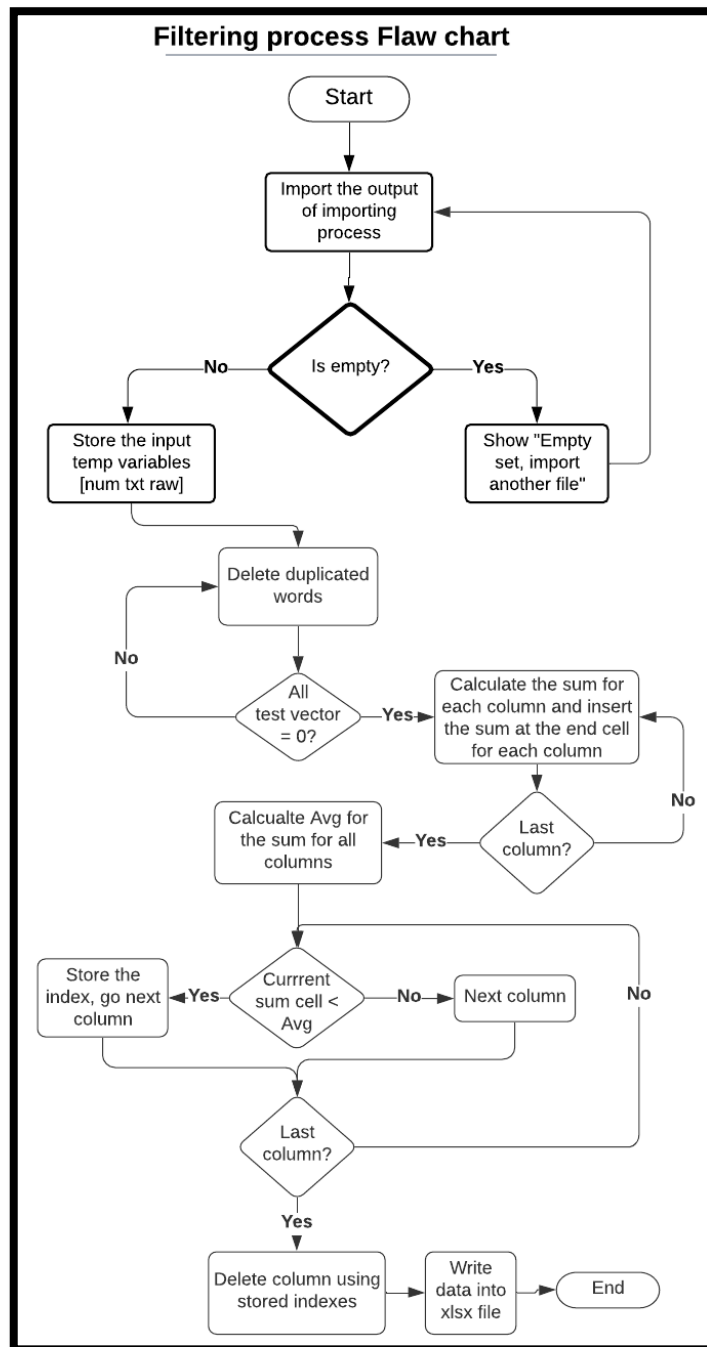 Filtering process Flaw chart
Start
Import the output
of importing
process
Is empty?
No
Yes
Store the input
temp variables
[num txt raw]
Show "Empty
set, import
another file"
Delete duplicated
words
No
All
test vector
= 0?
Yes
Calculate the sum for
each column and insert
the sum at the end cell
for each column
No
Last
column?
Yes
Calcualte Avg for
the sum for all
columns
Currrent
sum cell <
Avg
Yes
Store the
index, go next
column
No
Next column
No
Last
column?
Yes
Delete column using
stored indexes
Write
data into
xlsx file
End